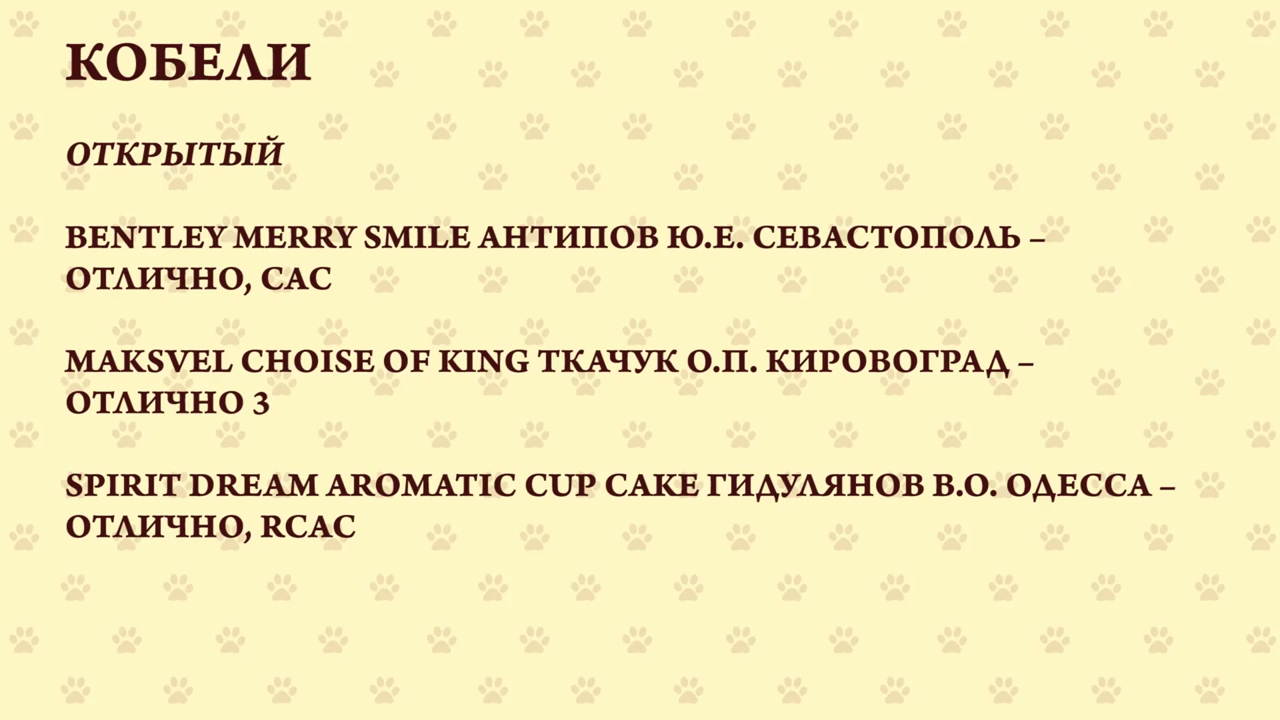 КОБЕЛИ
ОТКРЫТЫЙ
BENTLEY MERRY SMILE АНТИПОВ Ю.Е. СЕВАСТОПОЛЬ –
ОТЛИЧНО, CAC
MAKSVEL CHOISE OF KING ТКАЧУК О.П. КИРОВОГРАД –
ОТЛИЧНО 3
SPIRIT DREAM AROMATIC CUP CAKE ГИДУЛЯНОВ В.О. ОДЕССА –
ОТЛИЧНО, RCAC